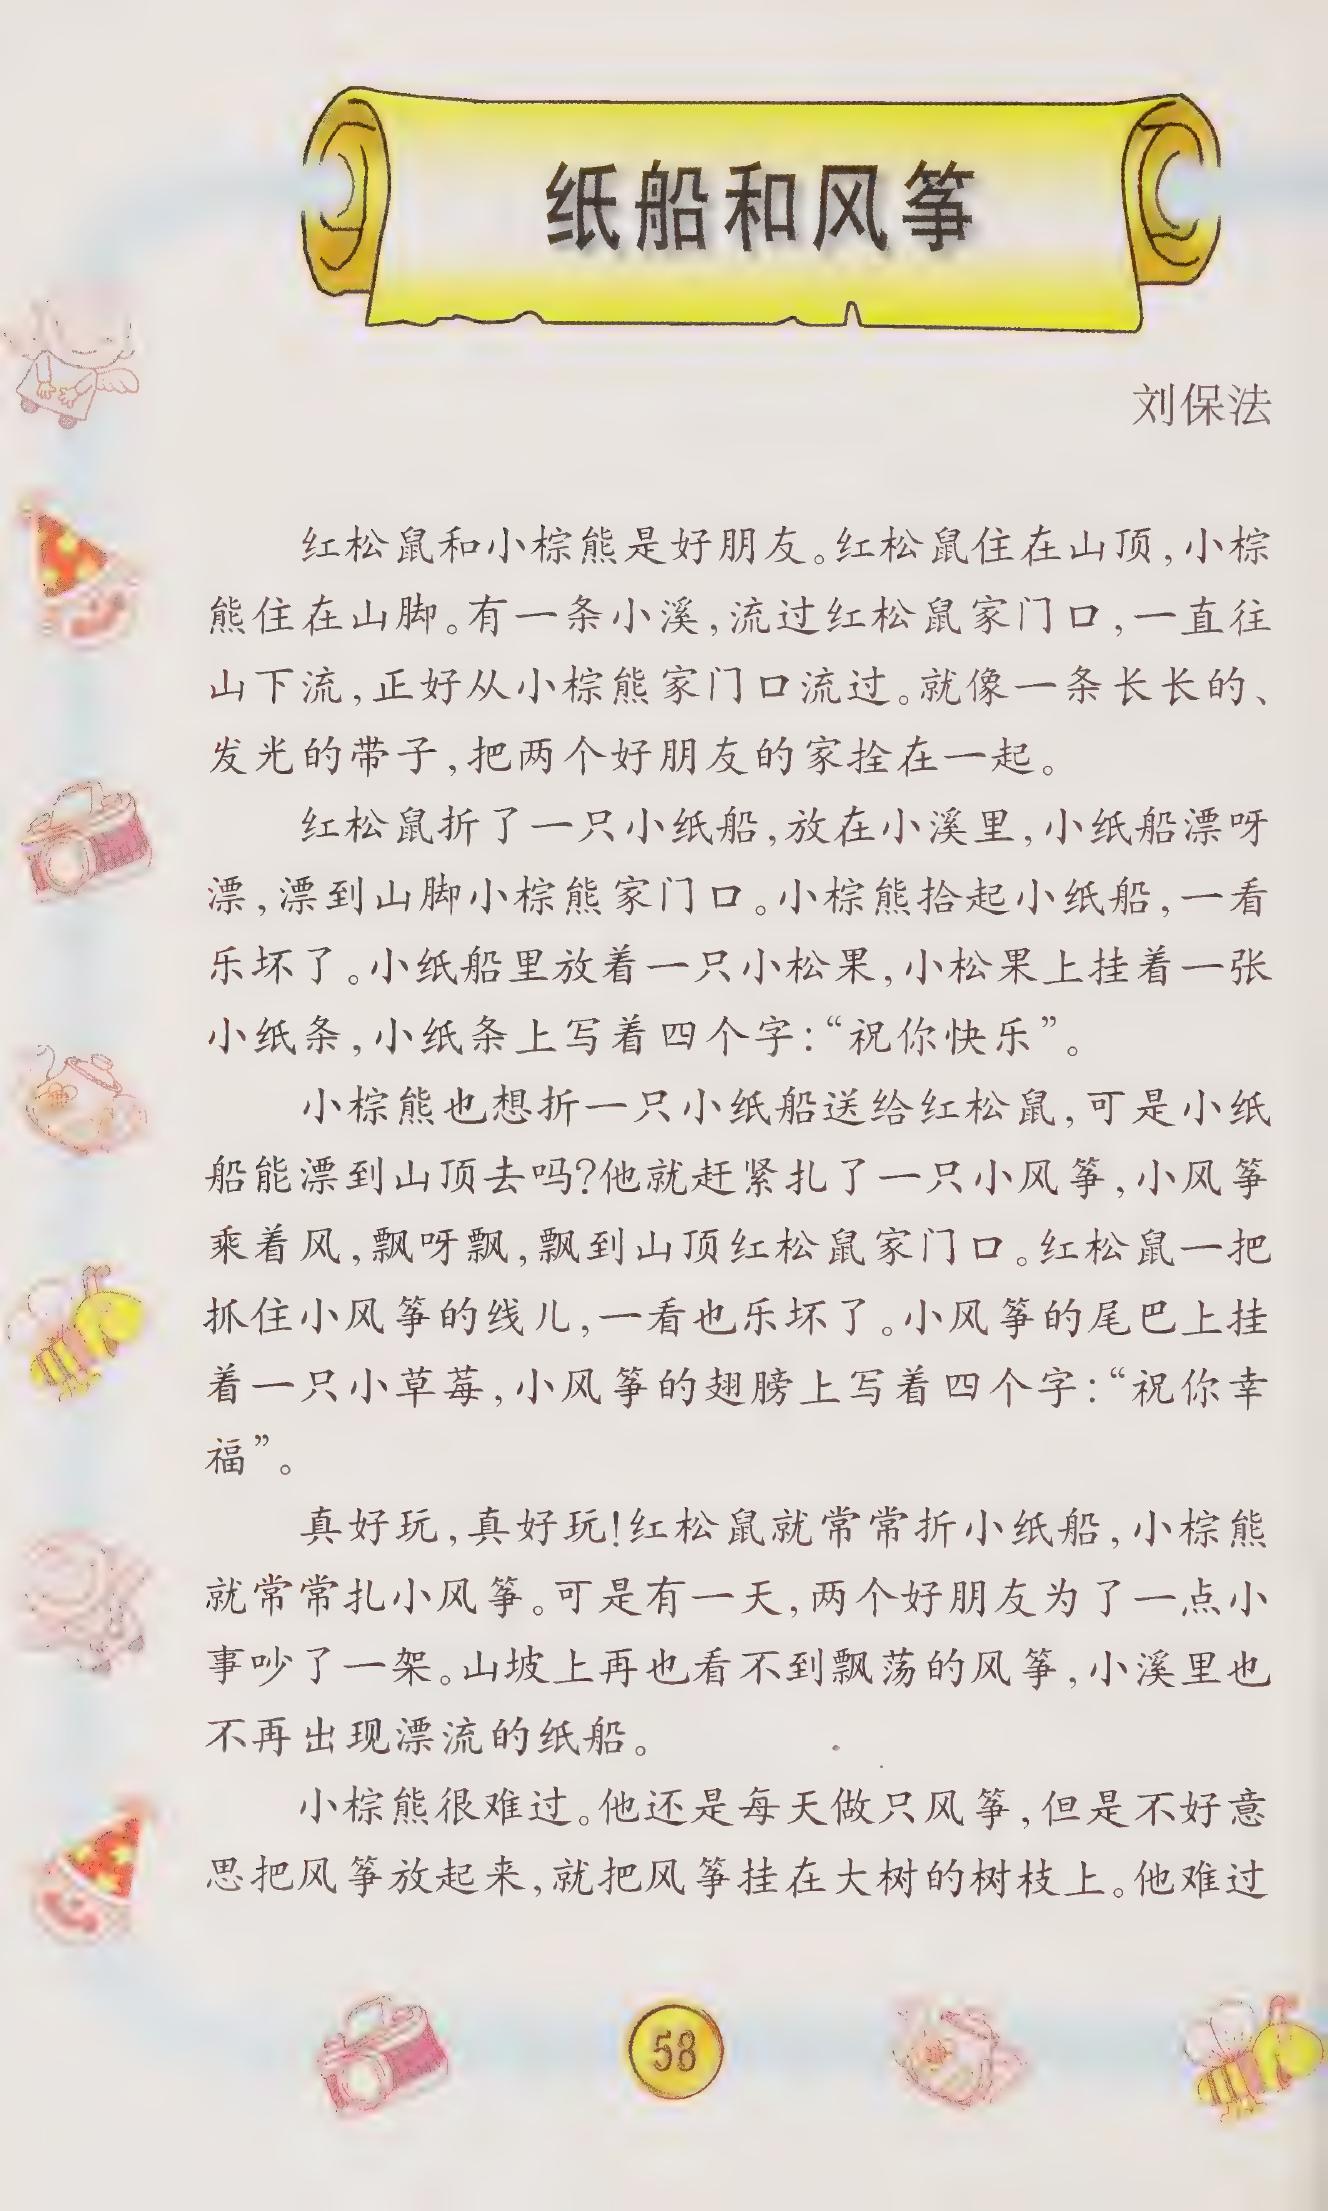 纸船和风筝
刘保法
红松鼠和小棕熊是好朋友。红松鼠住在山顶,小棕
熊住在山脚。有一条小溪,流过红松鼠家门口,一直往
山下流,正好从小棕熊家门口流过。就像一条长长的、
发光的带子,把两个好朋友的家拴在一起。
红松鼠折了一只小纸船,放在小溪里,小纸船漂呀
漂,漂到山脚小棕熊家门口。小棕熊拾起小纸船,一看
乐坏了。小纸船里放着一只小松果,小松果上挂着一张
小纸条,小纸条上写着四个字:“祝你快乐”。
小棕熊也想折一只小纸船送给红松鼠,可是小纸
船能漂到山顶去吗?他就赶紧扎了一只小风筝,小风筝
乘着风,飘呀飘,飘到山顶红松鼠家门口。红松鼠一把
抓住小风筝的线儿,一看也乐坏了。小风筝的尾巴上挂
着一只小草莓,小风筝的翅膀上写着四个字:“祝你幸
福”。
真好玩,真好玩!红松鼠就常常折小纸船,小棕熊
就常常扎小风筝。可是有一天,两个好朋友为了一点小
事吵了一架。山坡上再也看不到飘荡的风筝,小溪里也
不再出现漂流的纸船。
小棕熊很难过。他还是每天做只风筝,但是不好意
思把风筝放起来,就把风筝挂在大树的树枝上。他难过
58